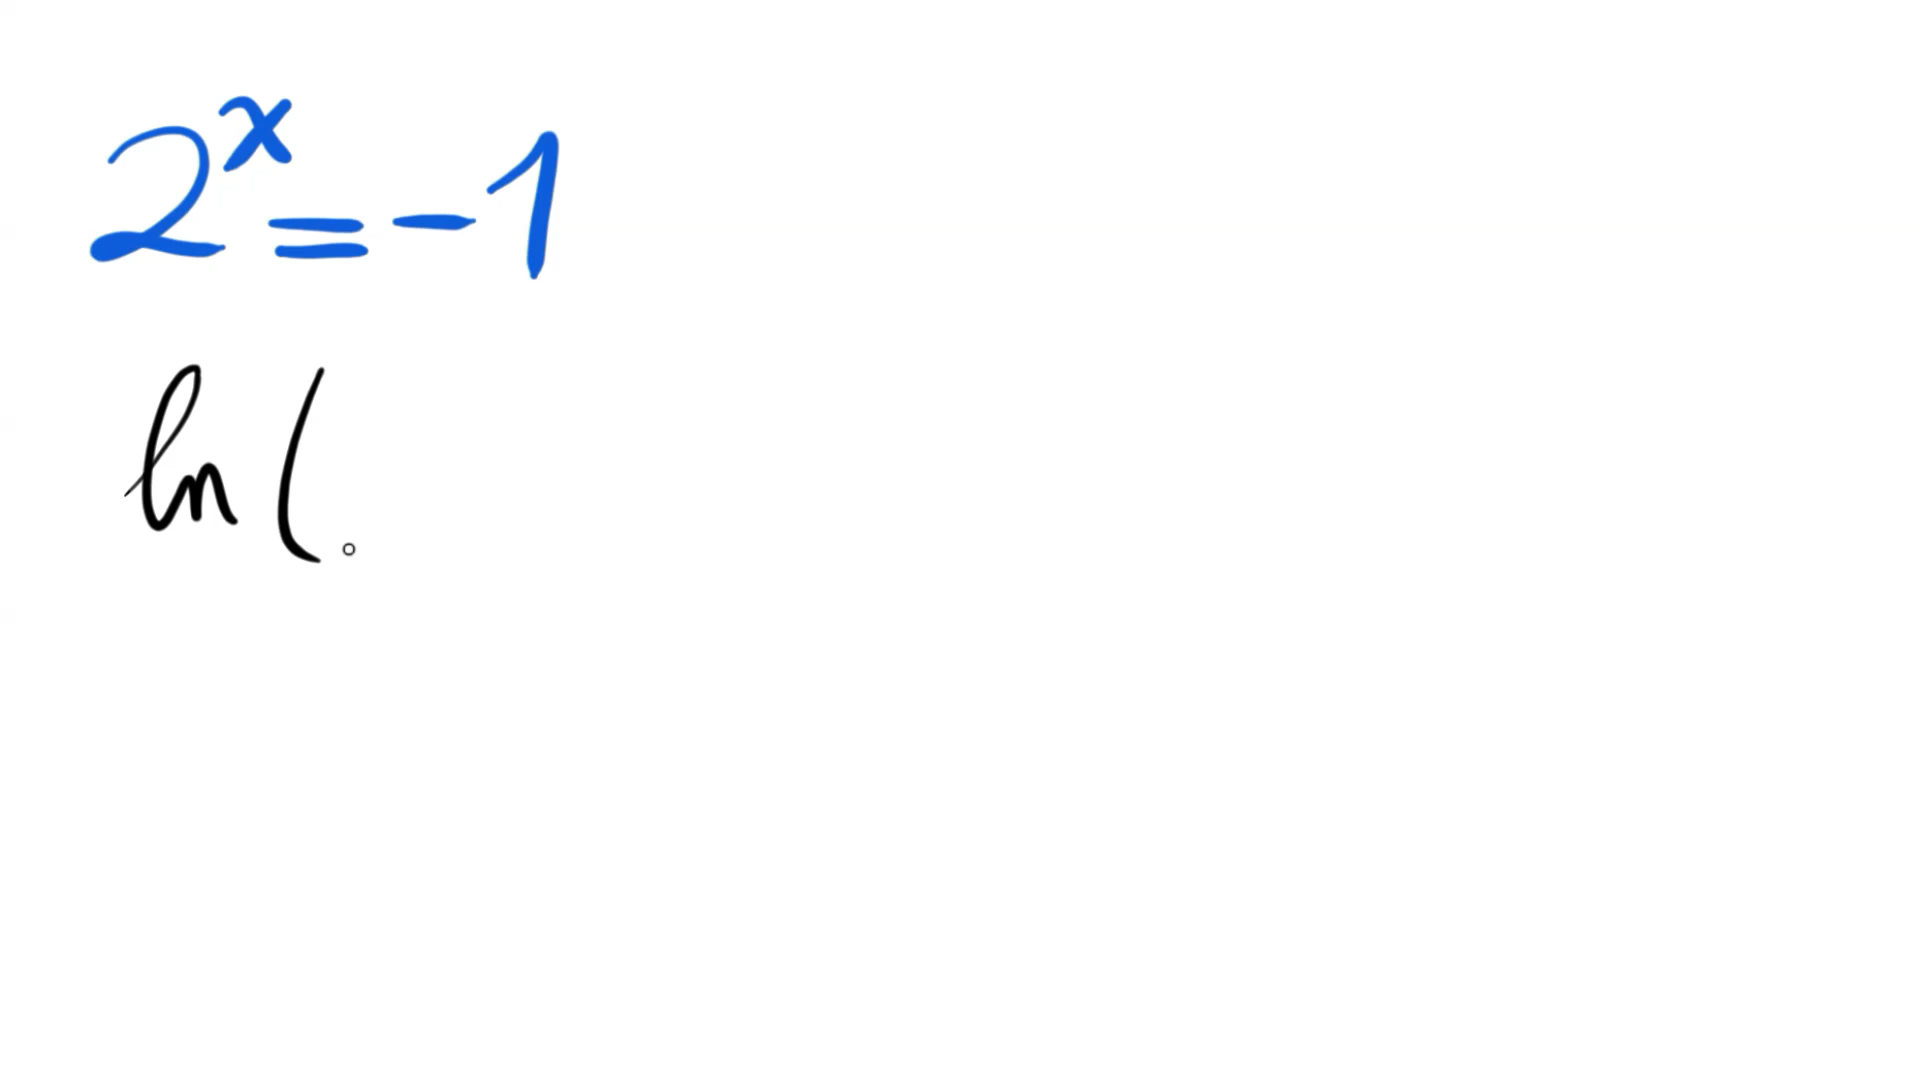 2^x = -1
ln (